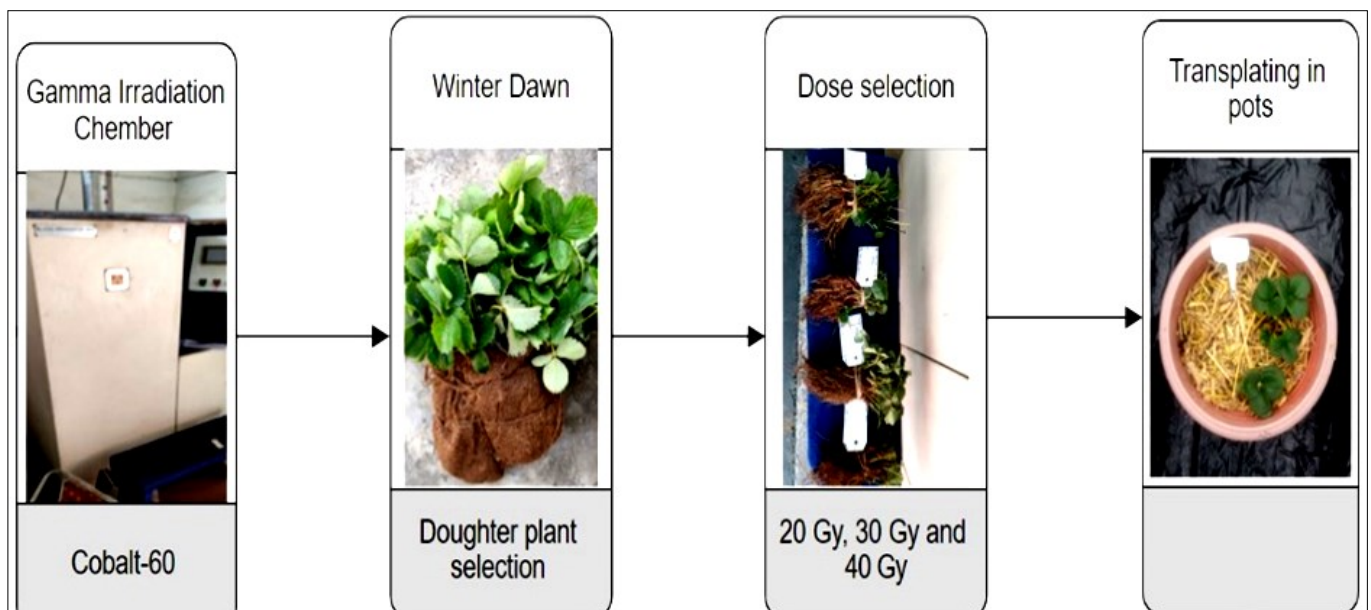 Gamma Irradiation
Chember
Cobalt-60
Winter Dawn
Doughter plant
selection
Dose selection
20 Gy, 30 Gy and
40 Gy
Transplating in
pots